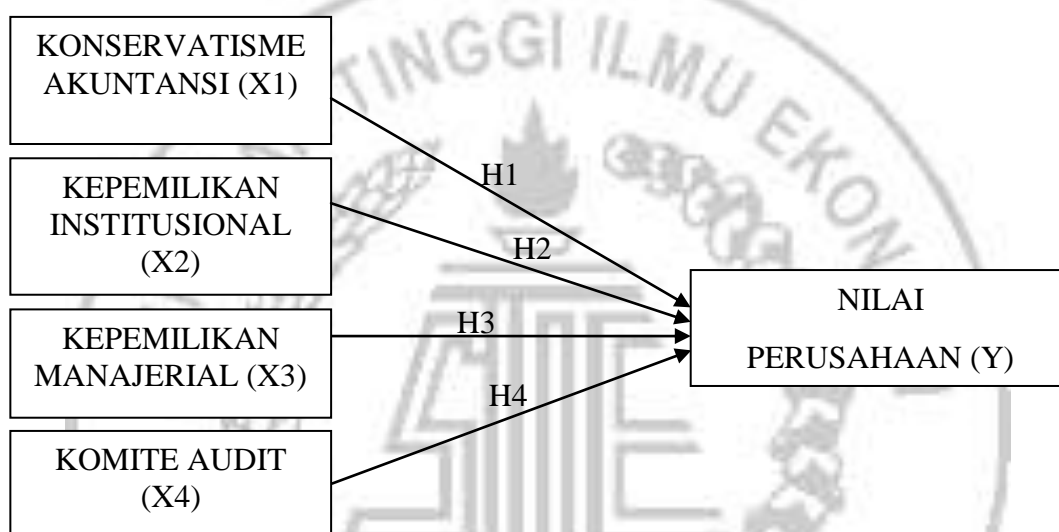 KONSERVATISME
AKUNTANSI (X1)
KEPEMILIKAN
INSTITUSIONAL
(X2)
KEPEMILIKAN
MANAJERIAL (X3)
KOMITE AUDIT
(X4)
H1
H2
H3
H4
NILAI
PERUSAHAAN (Y)
TINGGI ILMU EKON